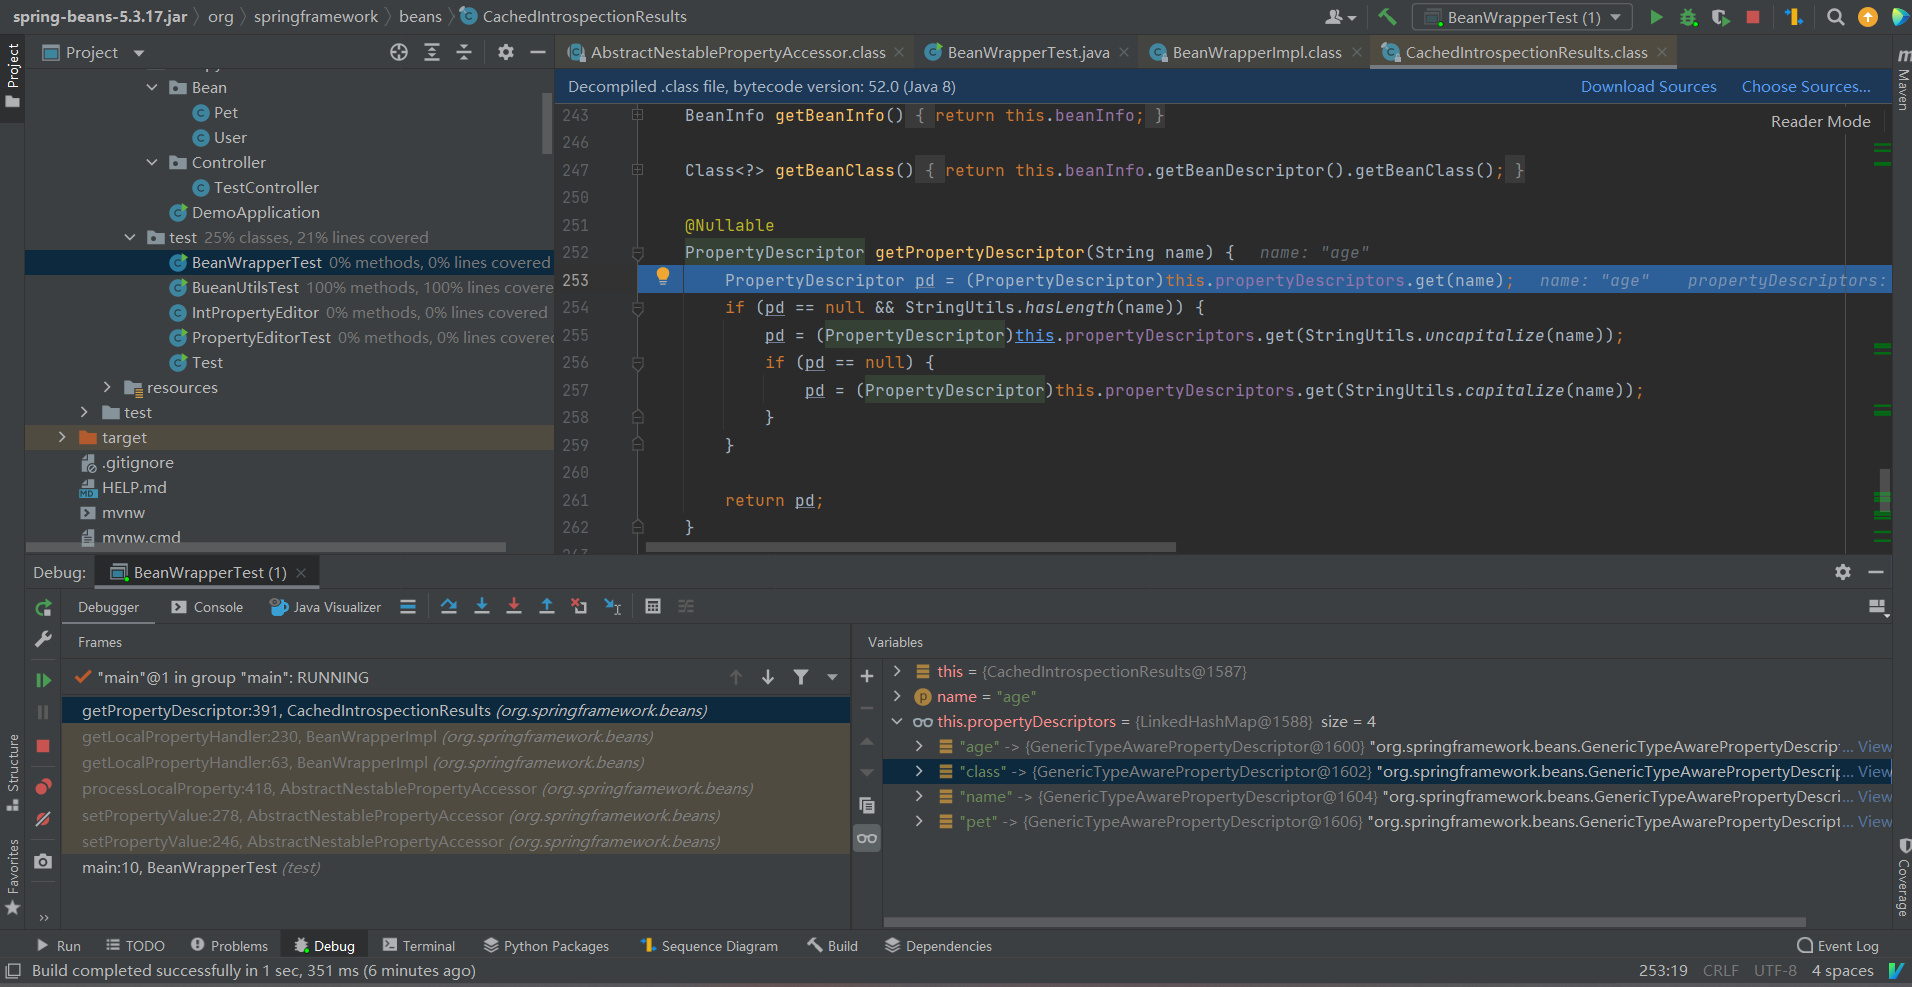 spring-beans-5.3.17.jar org springframework beans CachedIntrospectionResults
BeanWrapperTest (1)
Project
AbstractNestablePropertyAccessor.class BeanWrapperTest.java BeanWrapperImpl.class CachedIntrospectionResults.class
Decompiled .class file, bytecode version: 52.0 (Java 8) Download Sources Choose Sources...
Reader Mode
Project
Structure
Favorites
Maven
Coverage
Bean
Pet
User
Controller
TestController
DemoApplication
test 25% classes, 21% lines covered
BeanWrapperTest 0% methods, 0% lines covered
BueanUtilsTest 100% methods, 100% lines covere
IntPropertyEditor 0% methods, 0% lines covered
PropertyEditorTest 0% methods, 0% lines covered
Test
resources
test
target
.gitignore
HELP.md
mvnw
mvnw.cmd
243 BeanInfo getBeanInfo() { return this.beanInfo; }
246
247 Class<?> getBeanClass() { return this.beanInfo.getBeanDescriptor().getBeanClass(); }
250
251 @Nullable
252 PropertyDescriptor getPropertyDescriptor(String name) { name: "age"
253 PropertyDescriptor pd = (PropertyDescriptor)this.propertyDescriptors.get(name); name: "age" propertyDescriptors:
254 if (pd == null && StringUtils.hasLength(name)) {
255 pd = (PropertyDescriptor)this.propertyDescriptors.get(StringUtils.uncapitalize(name));
256 if (pd == null) {
257 pd = (PropertyDescriptor)this.propertyDescriptors.get(StringUtils.capitalize(name));
258 }
259 }
260
261 return pd;
262 }
Debug: BeanWrapperTest (1)
Debugger Console Java Visualizer
Frames
"main"@1 in group "main": RUNNING
getPropertyDescriptor:391, CachedIntrospectionResults (org.springframework.beans)
getLocalPropertyHandler:230, BeanWrapperImpl (org.springframework.beans)
getLocalPropertyHandler:63, BeanWrapperImpl (org.springframework.beans)
processLocalProperty:418, AbstractNestablePropertyAccessor (org.springframework.beans)
setPropertyValue:278, AbstractNestablePropertyAccessor (org.springframework.beans)
setPropertyValue:246, AbstractNestablePropertyAccessor (org.springframework.beans)
main:10, BeanWrapperTest (test)
Variables
this = {CachedIntrospectionResults@1587}
name = "age"
this.propertyDescriptors = {LinkedHashMap@1588} size = 4
"age" -> {GenericTypeAwarePropertyDescriptor@1600} "org.springframework.beans.GenericTypeAwarePropertyDescript... View
"class" -> {GenericTypeAwarePropertyDescriptor@1602} "org.springframework.beans.GenericTypeAwarePropertyDescrip... View
"name" -> {GenericTypeAwarePropertyDescriptor@1604} "org.springframework.beans.GenericTypeAwarePropertyDescri... View
"pet" -> {GenericTypeAwarePropertyDescriptor@1606} "org.springframework.beans.GenericTypeAwarePropertyDescript... View
Run TODO Problems Debug Terminal Python Packages Sequence Diagram Build Dependencies Event Log
Build completed successfully in 1 sec, 351 ms (6 minutes ago) 253:19 CRLF UTF-8 4 spaces